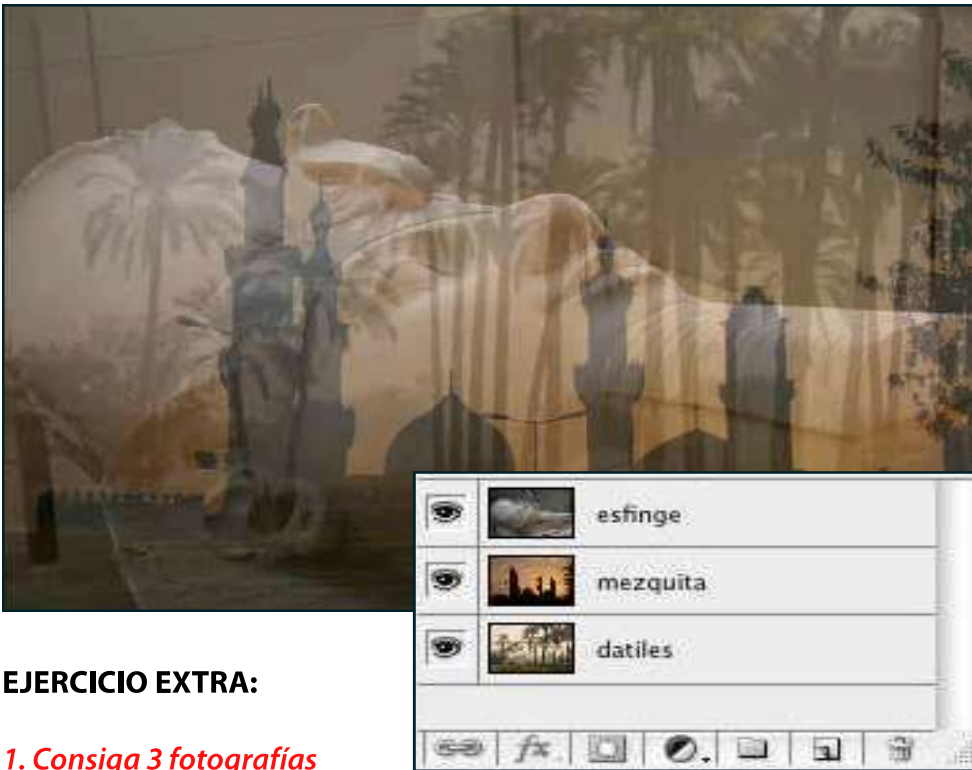 esfinge
mezquita
datiles
EJERCICIO EXTRA:
1. Consiga 3 fotografías